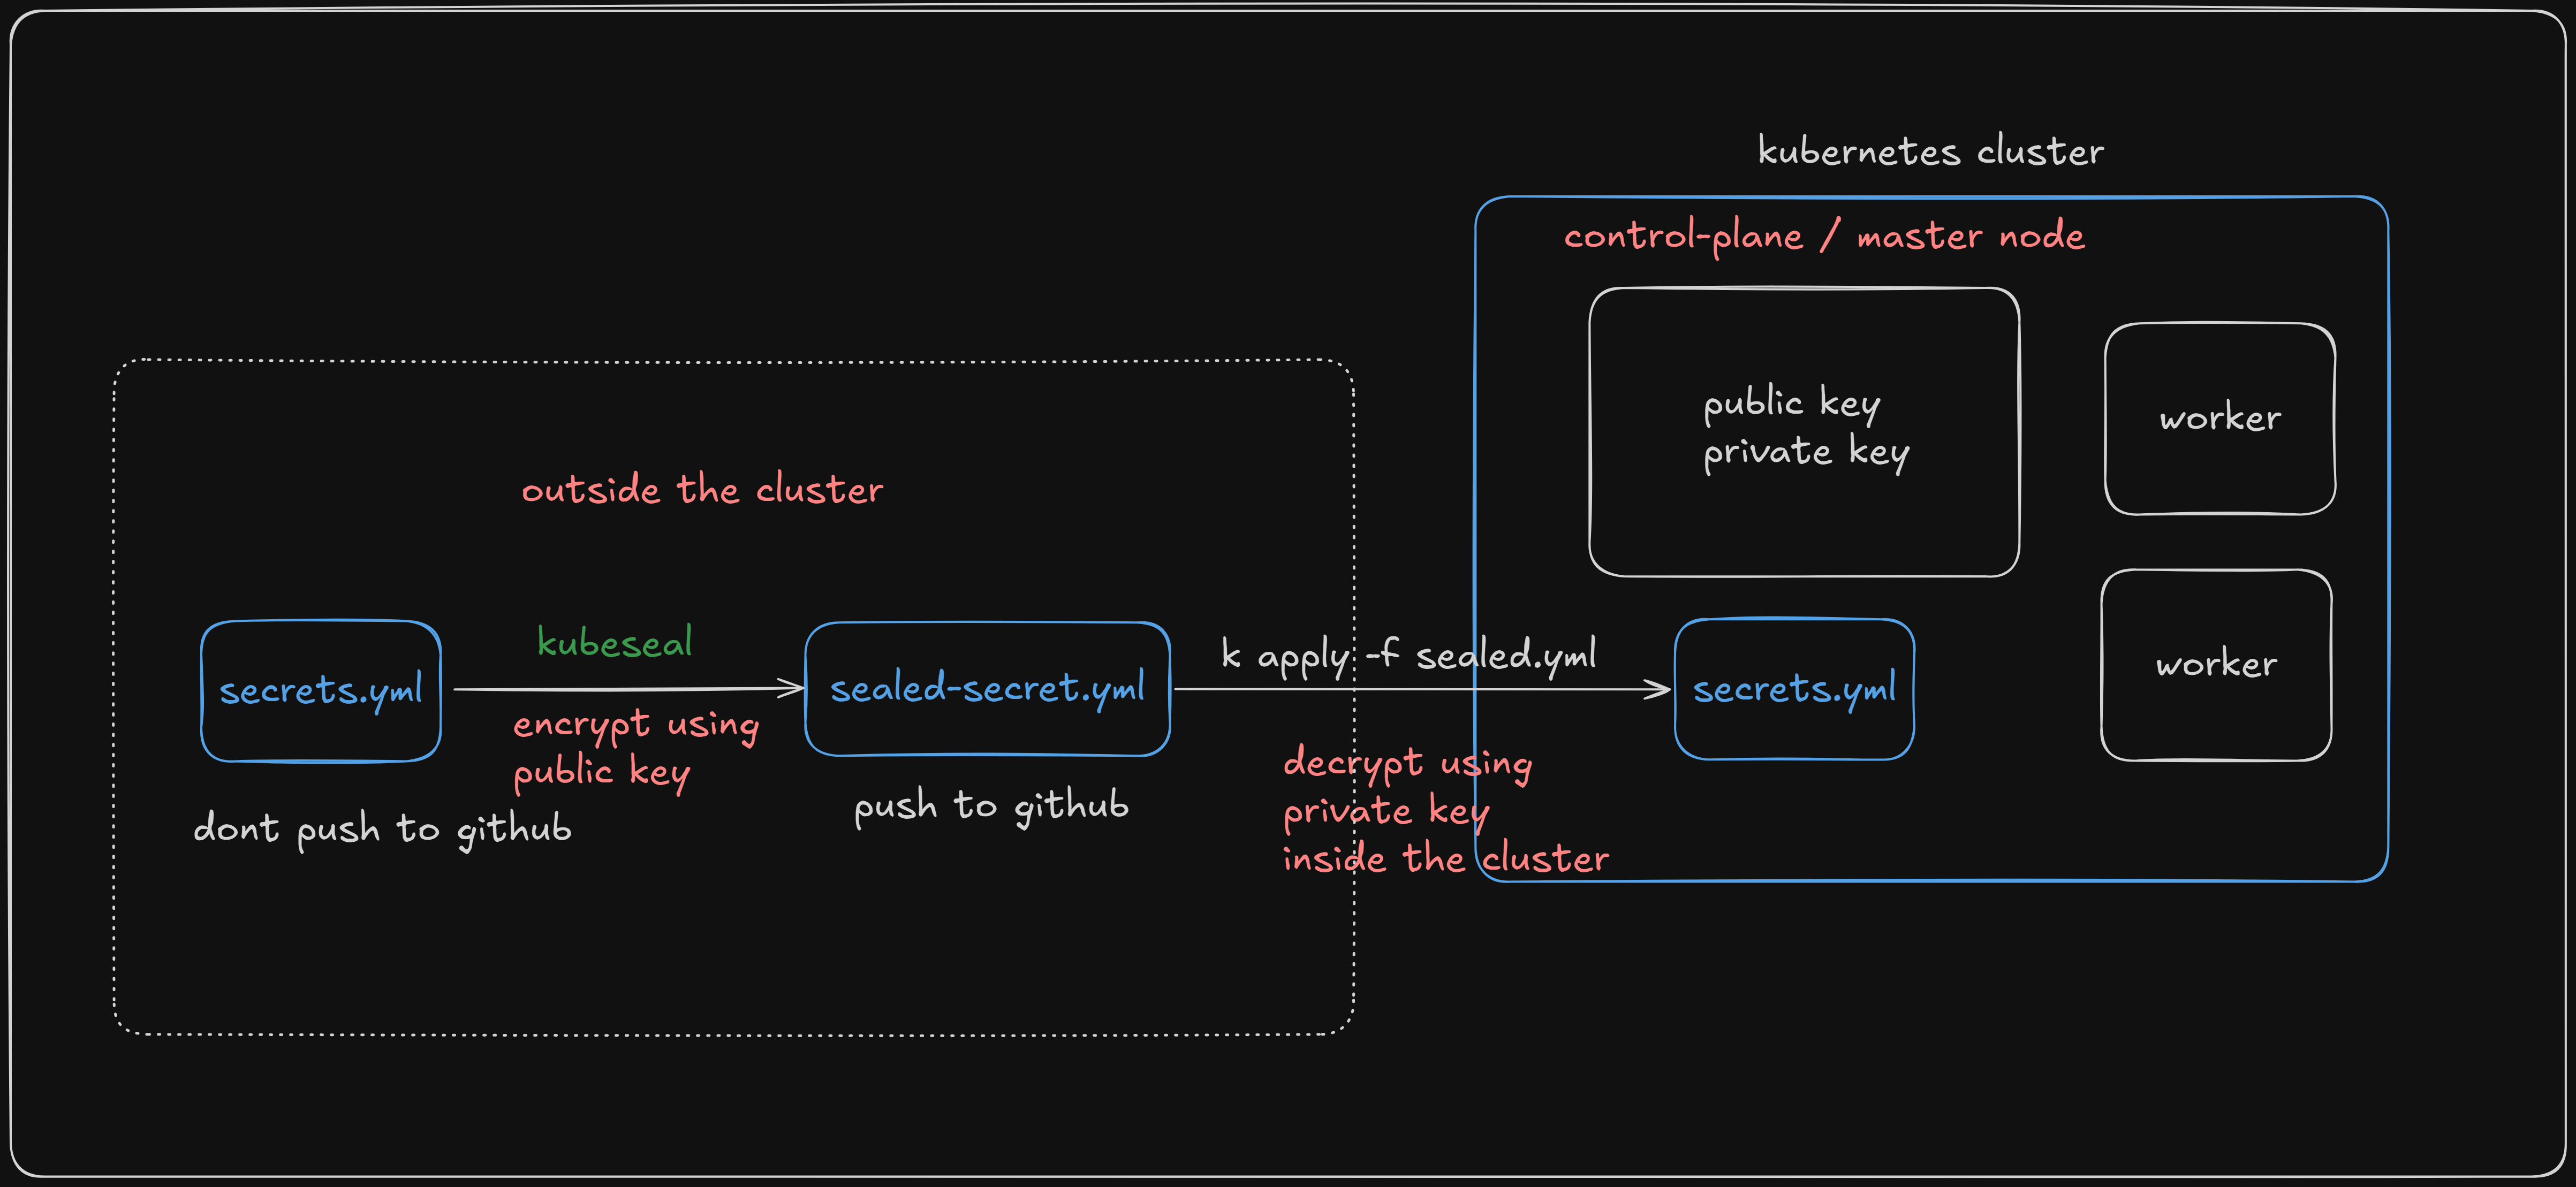 kubernetes cluster
control-plane / master node
public key
private key
worker
worker
outside the cluster
secrets.yml
kubeseal
encrypt using
public key
sealed-secret.yml
k apply -f sealed.yml
secrets.yml
decrypt using
private key
inside the cluster
dont push to github
push to github